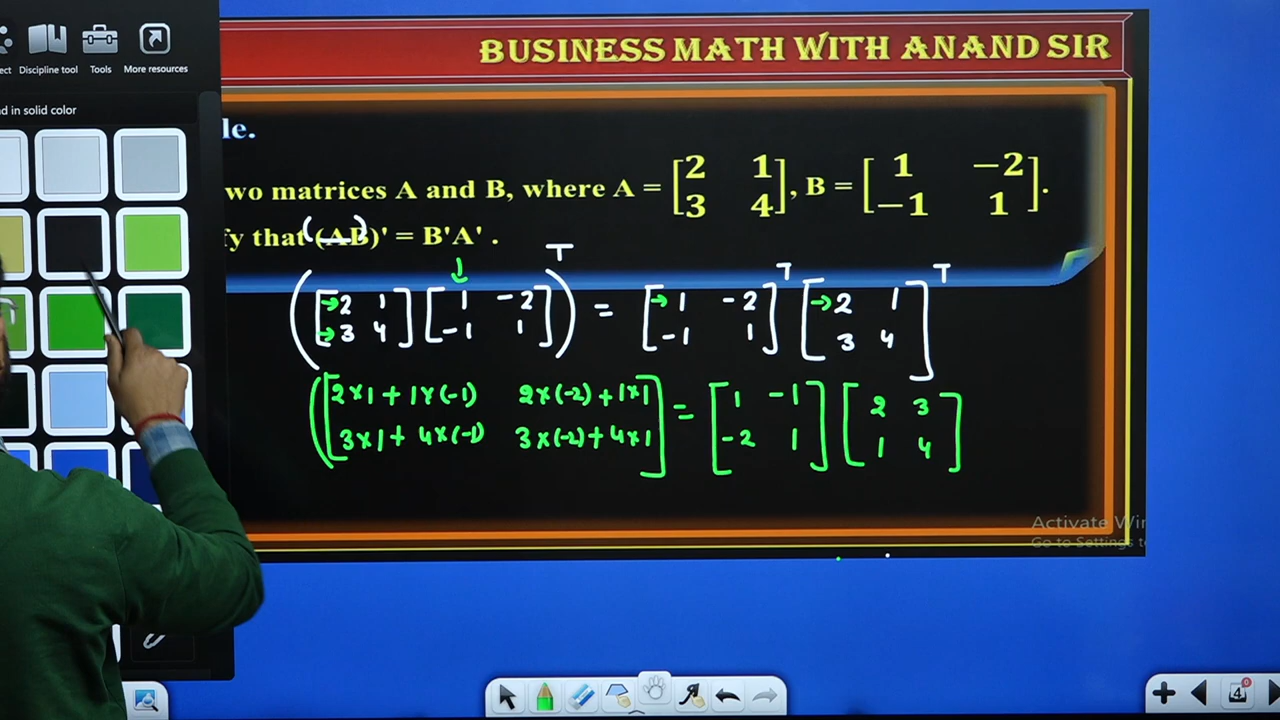 ect Discipline tool Tools More resources
d in solid color
BUSINESS MATH WITH ANAND SIR
le.
wo matrices A and B, where A = [2 1 3 4], B = [1 -2 -1 1].
fy that (AB)' = B'A' .
([→2 1 →3 4] [1 -2 -1 1])ᵀ = [→1 -2 -1 1]ᵀ [→2 1 3 4]ᵀ
([2×1 + 1×(-1) 2×(-2) + 1×1] = [1 -1] [2 3]
[3×1 + 4×(-1) 3×(-2) + 4×1] [-2 1] [1 4]
Activate Win
Go to Settings t
4